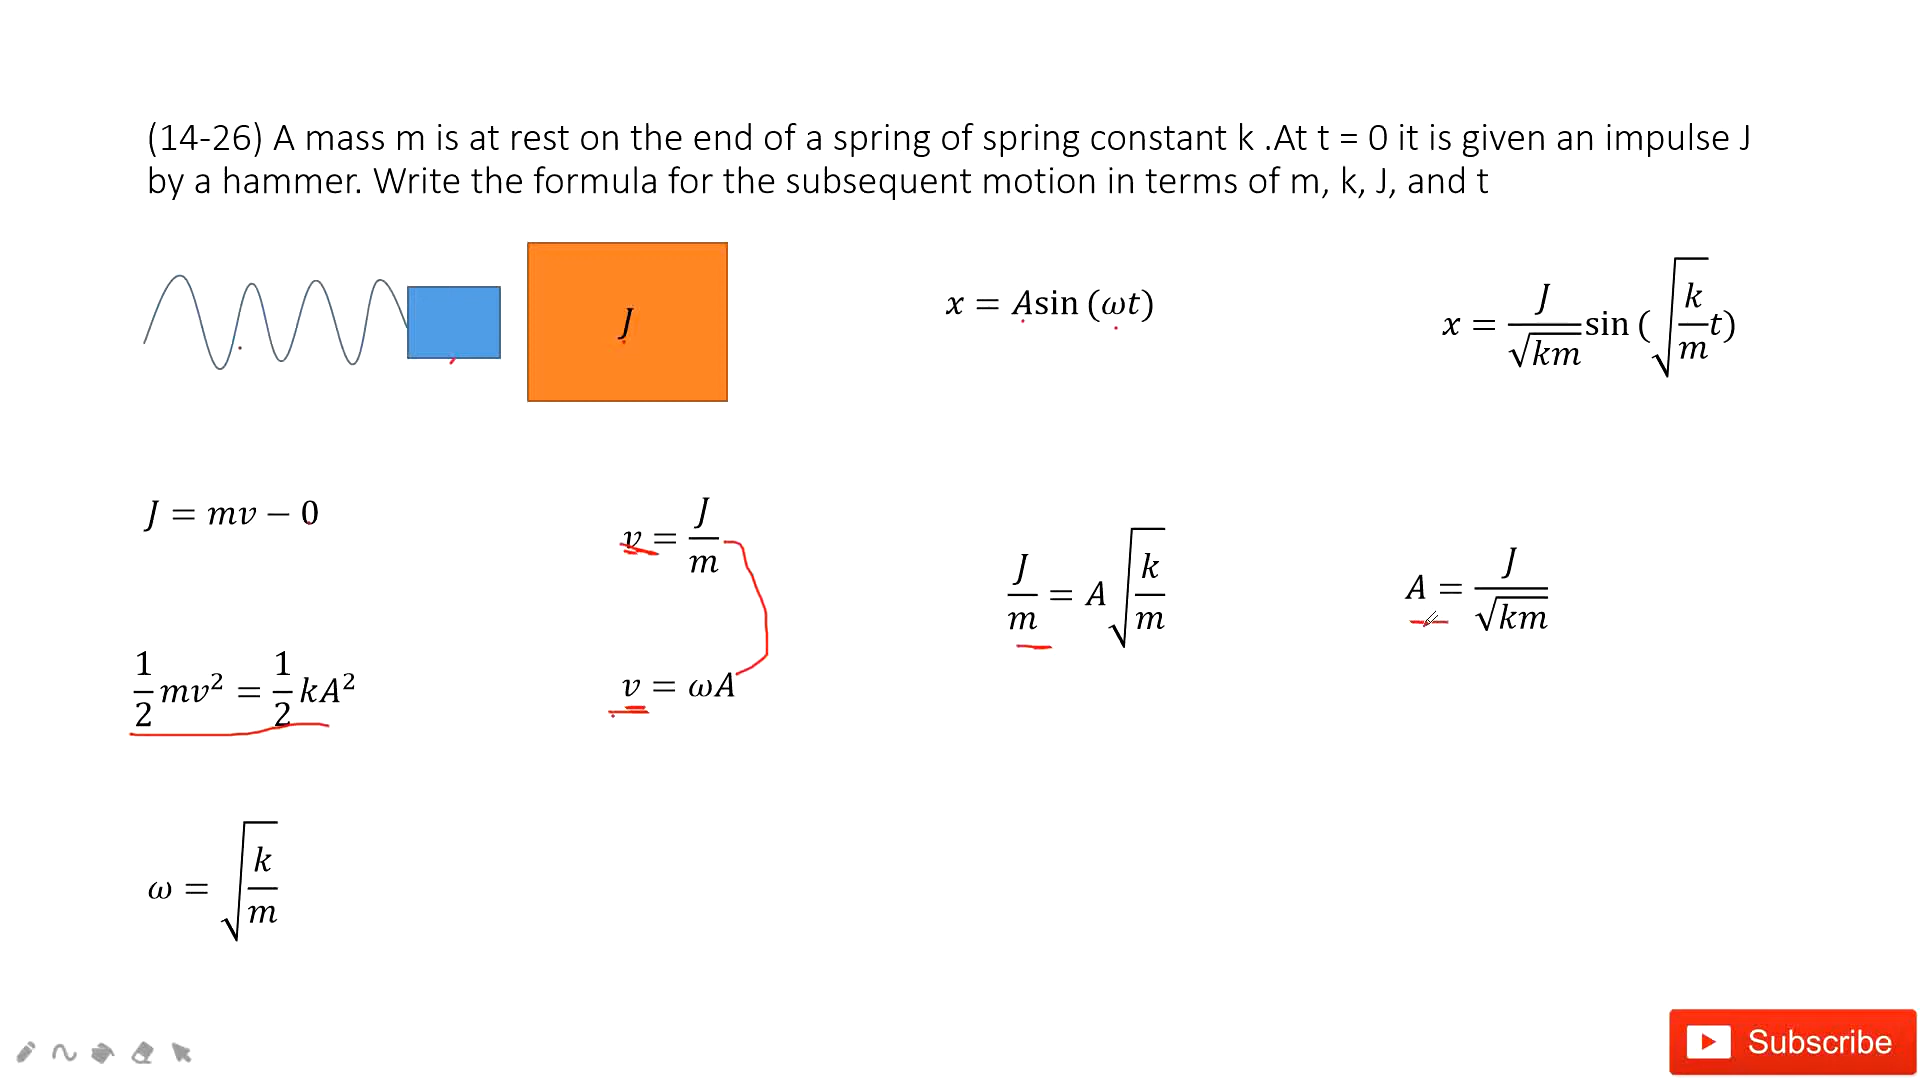 (14-26) A mass m is at rest on the end of a spring of spring constant k .At t = 0 it is given an impulse J
by a hammer. Write the formula for the subsequent motion in terms of m, k, J, and t
J
x = Asin (ωt)
x = J/√km sin (√(k/m)t)
J = mv − 0
v = J/m
J/m = A√(k/m)
A = J/√km
1/2 mv² = 1/2 kA²
v = ωA
ω = √(k/m)
Subscribe